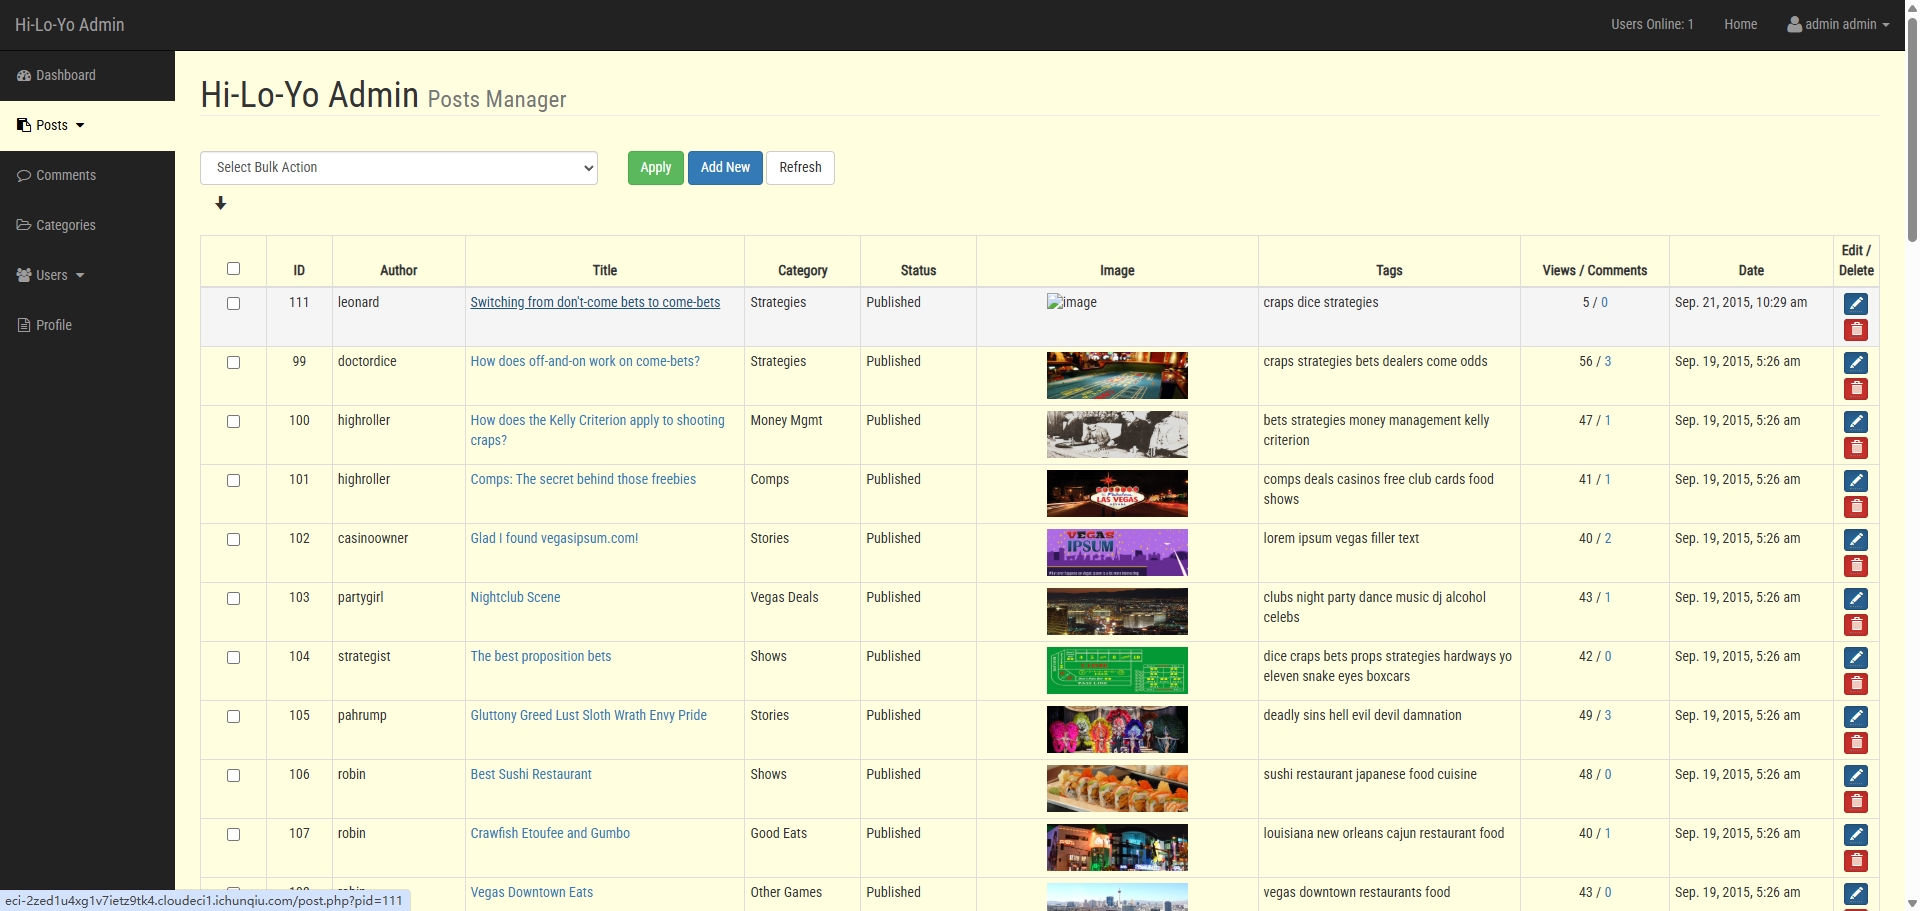 Hi-Lo-Yo Admin
Users Online: 1
Home
admin admin
Dashboard
Posts
Comments
Categories
Users
Profile
Hi-Lo-Yo Admin Posts Manager
Select Bulk Action
Apply
Add New
Refresh
ID Author Title Category Status Image Tags Views / Comments Date Edit /
Delete
111 leonard Switching from don't-come bets to come-bets Strategies Published image craps dice strategies 5 / 0 Sep. 21, 2015, 10:29 am
99 doctordice How does off-and-on work on come-bets? Strategies Published craps strategies bets dealers come odds 56 / 3 Sep. 19, 2015, 5:26 am
100 highroller How does the Kelly Criterion apply to shooting Money Mgmt Published bets strategies money management kelly 47 / 1 Sep. 19, 2015, 5:26 am
craps? criterion
101 highroller Comps: The secret behind those freebies Comps Published comps deals casinos free club cards food 41 / 1 Sep. 19, 2015, 5:26 am
shows
Fabulous
LAS VEGAS
102 casinoowner Glad I found vegasipsum.com! Stories Published lorem ipsum vegas filler text 40 / 2 Sep. 19, 2015, 5:26 am
VEGAS
IPSUM
103 partygirl Nightclub Scene Vegas Deals Published clubs night party dance music dj alcohol 43 / 1 Sep. 19, 2015, 5:26 am
celebs
104 strategist The best proposition bets Shows Published dice craps bets props strategies hardways yo 42 / 0 Sep. 19, 2015, 5:26 am
eleven snake eyes boxcars
105 pahrump Gluttony Greed Lust Sloth Wrath Envy Pride Stories Published deadly sins hell evil devil damnation 49 / 3 Sep. 19, 2015, 5:26 am
106 robin Best Sushi Restaurant Shows Published sushi restaurant japanese food cuisine 48 / 0 Sep. 19, 2015, 5:26 am
107 robin Crawfish Etoufee and Gumbo Good Eats Published louisiana new orleans cajun restaurant food 40 / 1 Sep. 19, 2015, 5:26 am
robin Vegas Downtown Eats Other Games Published vegas downtown restaurants food 43 / 0 Sep. 19, 2015, 5:26 am
eci-2zed1u4xg1v7ietz9tk4.cloudeci1.ichunqiu.com/post.php?pid=111